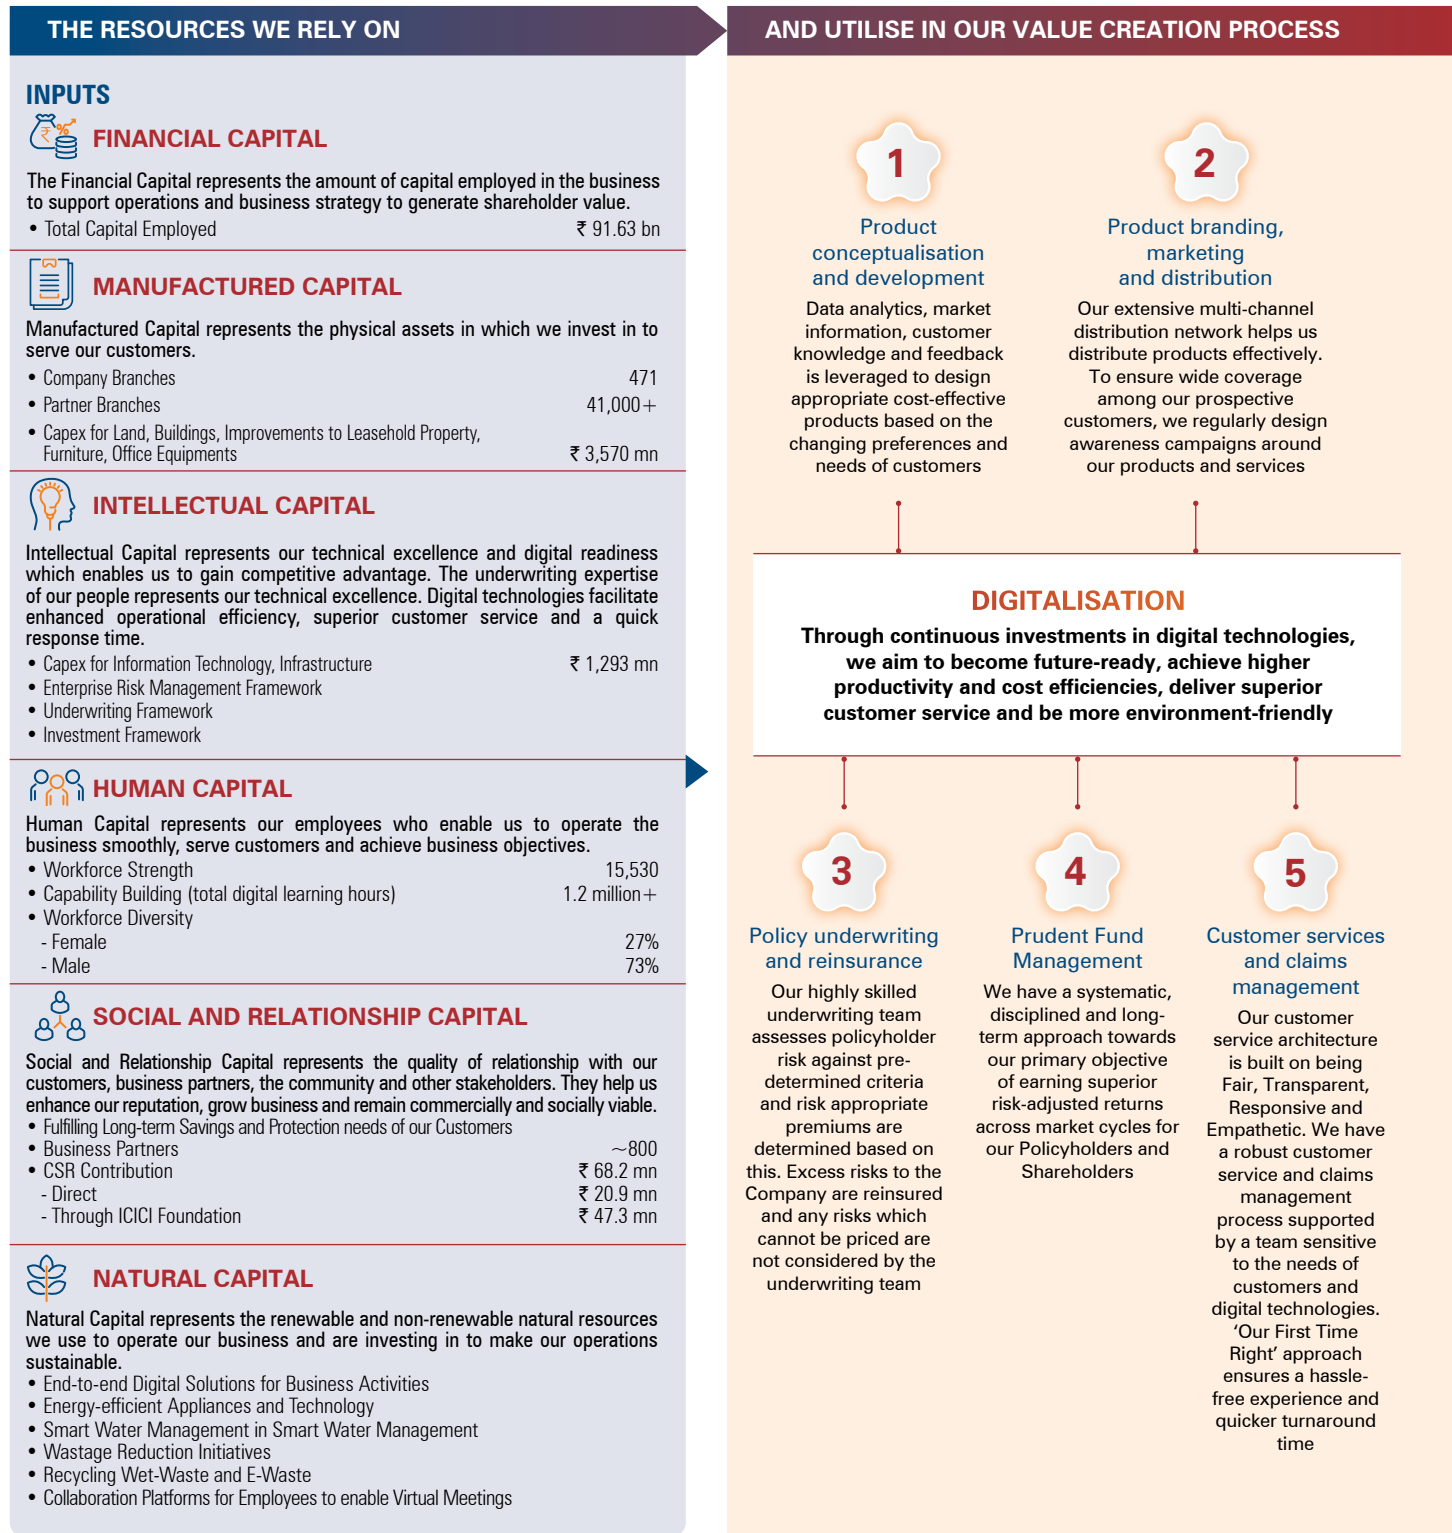 THE RESOURCES WE RELY ON
INPUTS
FINANCIAL CAPITAL
The Financial Capital represents the amount of capital employed in the business
to support operations and business strategy to generate shareholder value.
• Total Capital Employed ₹ 91.63 bn
MANUFACTURED CAPITAL
Manufactured Capital represents the physical assets in which we invest in to
serve our customers.
• Company Branches 471
• Partner Branches 41,000+
• Capex for Land, Buildings, Improvements to Leasehold Property,
Furniture, Office Equipments ₹ 3,570 mn
INTELLECTUAL CAPITAL
Intellectual Capital represents our technical excellence and digital readiness
which enables us to gain competitive advantage. The underwriting expertise
of our people represents our technical excellence. Digital technologies facilitate
enhanced operational efficiency, superior customer service and a quick
response time.
• Capex for Information Technology, Infrastructure ₹ 1,293 mn
• Enterprise Risk Management Framework
• Underwriting Framework
• Investment Framework
HUMAN CAPITAL
Human Capital represents our employees who enable us to operate the
business smoothly, serve customers and achieve business objectives.
• Workforce Strength 15,530
• Capability Building (total digital learning hours) 1.2 million+
• Workforce Diversity
- Female 27%
- Male 73%
SOCIAL AND RELATIONSHIP CAPITAL
Social and Relationship Capital represents the quality of relationship with our
customers, business partners, the community and other stakeholders. They help us
enhance our reputation, grow business and remain commercially and socially viable.
• Fulfilling Long-term Savings and Protection needs of our Customers
• Business Partners ~800
• CSR Contribution ₹ 68.2 mn
- Direct ₹ 20.9 mn
- Through ICICI Foundation ₹ 47.3 mn
NATURAL CAPITAL
Natural Capital represents the renewable and non-renewable natural resources
we use to operate our business and are investing in to make our operations
sustainable.
• End-to-end Digital Solutions for Business Activities
• Energy-efficient Appliances and Technology
• Smart Water Management in Smart Water Management
• Wastage Reduction Initiatives
• Recycling Wet-Waste and E-Waste
• Collaboration Platforms for Employees to enable Virtual Meetings
AND UTILISE IN OUR VALUE CREATION PROCESS
1
Product
conceptualisation
and development
Data analytics, market
information, customer
knowledge and feedback
is leveraged to design
appropriate cost-effective
products based on the
changing preferences and
needs of customers
2
Product branding,
marketing
and distribution
Our extensive multi-channel
distribution network helps us
distribute products effectively.
To ensure wide coverage
among our prospective
customers, we regularly design
awareness campaigns around
our products and services
DIGITALISATION
Through continuous investments in digital technologies,
we aim to become future-ready, achieve higher
productivity and cost efficiencies, deliver superior
customer service and be more environment-friendly
3
Policy underwriting
and reinsurance
Our highly skilled
underwriting team
assesses policyholder
risk against pre-
determined criteria
and risk appropriate
premiums are
determined based on
this. Excess risks to the
Company are reinsured
and any risks which
cannot be priced are
not considered by the
underwriting team
4
Prudent Fund
Management
We have a systematic,
disciplined and long-
term approach towards
our primary objective
of earning superior
risk-adjusted returns
across market cycles for
our Policyholders and
Shareholders
5
Customer services
and claims
management
Our customer
service architecture
is built on being
Fair, Transparent,
Responsive and
Empathetic. We have
a robust customer
service and claims
management
process supported
by a team sensitive
to the needs of
customers and
digital technologies.
‘Our First Time
Right’ approach
ensures a hassle-
free experience and
quicker turnaround
time